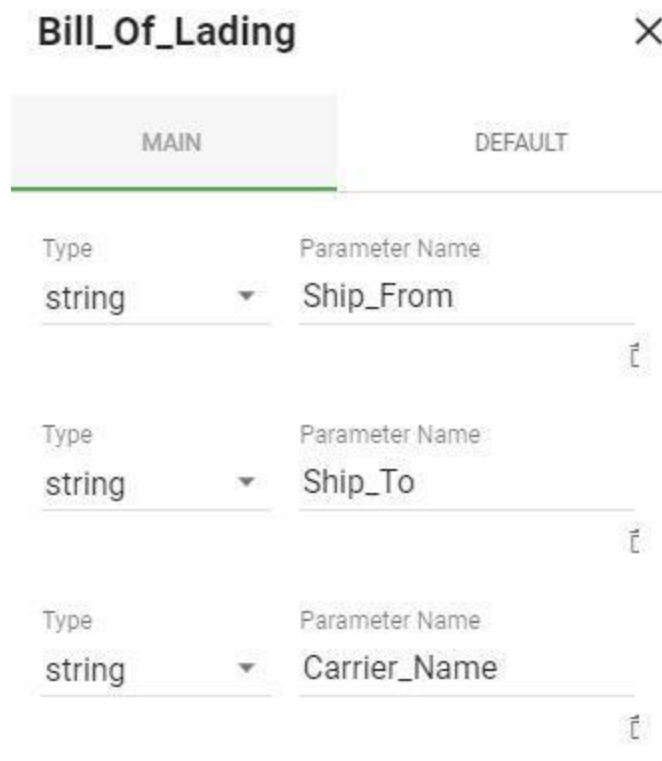 Bill_Of_Lading
MAIN DEFAULT
Type Parameter Name
string Ship_From
Type Parameter Name
string Ship_To
Type Parameter Name
string Carrier_Name